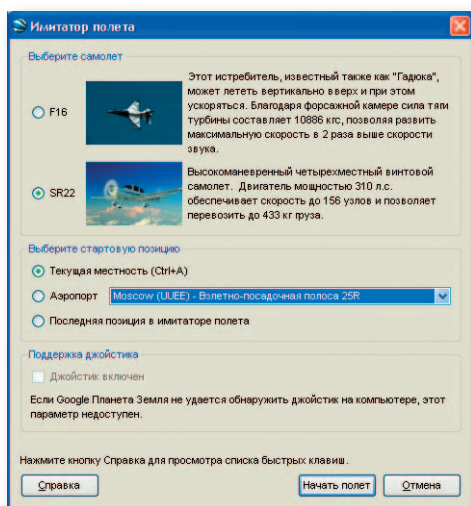 Имитатор полета
Выберите самолет
F16
Этот истребитель, известный также как "Гадюка",
может лететь вертикально вверх и при этом
ускоряться. Благодаря форсажной камере сила тяги
турбины составляет 10886 кгс, позволяя развить
максимальную скорость в 2 раза выше скорости
звука.
SR22
Высокоманевренный четырехместный винтовой
самолет. Двигатель мощностью 310 л.с.
обеспечивает скорость до 156 узлов и позволяет
перевозить до 433 кг груза.
Выберите стартовую позицию
Текущая местность (Ctrl+A)
Аэропорт Moscow (UUEE) - Взлетно-посадочная полоса 25R
Последняя позиция в имитаторе полета
Поддержка джойстика
Джойстик включен
Если Google Планета Земля не удается обнаружить джойстик на компьютере, этот
параметр недоступен.
Нажмите кнопку Справка для просмотра списка быстрых клавиш.
Справка Начать полет Отмена